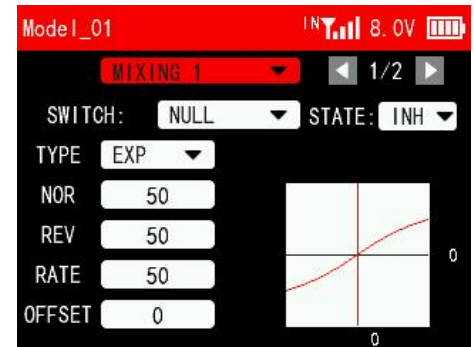 Model_01 IN 8.0V
MIXING 1 1/2
SWITCH: NULL STATE: INH
TYPE EXP
NOR 50
REV 50
RATE 50
OFFSET 0
0
0